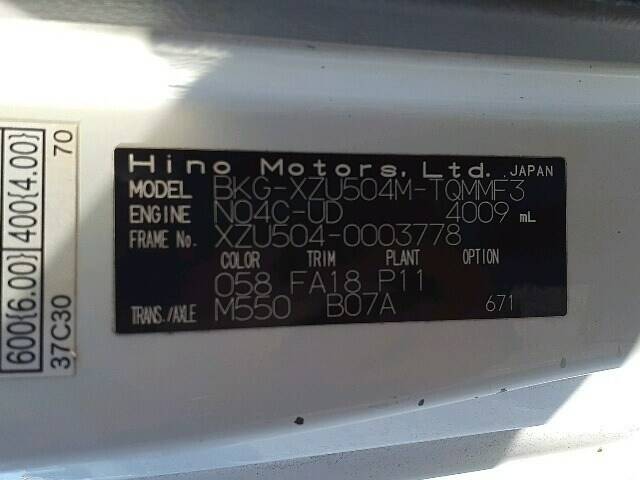 Hino Motors, Ltd. JAPAN
MODEL BKG-XZU504M-TQMMF3
ENGINE N04C-UD 4009 mL
FRAME No. XZU504-0003778
COLOR TRIM PLANT OPTION
058 FA18 P11
TRANS./AXLE M550 B07A 671
600{6.00} 400{4.00}
37C30 70